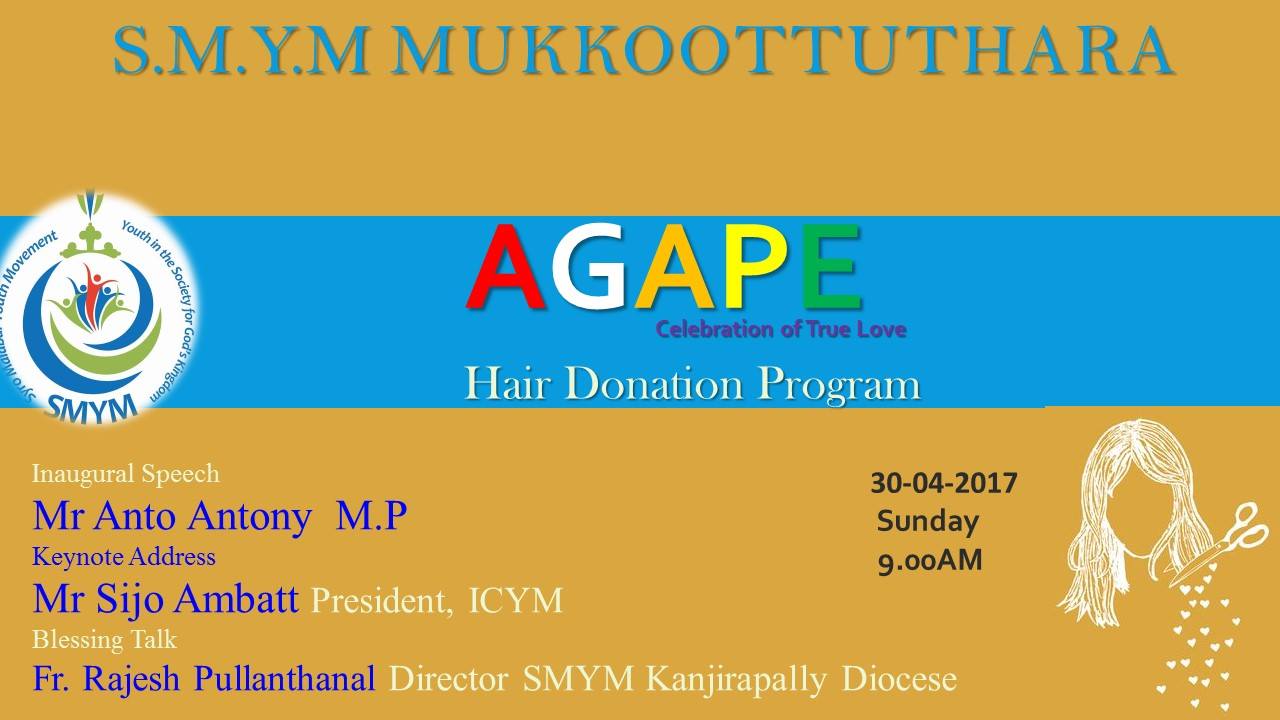 S.M.Y.M MUKKOOTTUTHARA
Syro Malabar Youth Movement
Youth in the Society for God's Kingdom
SMYM
AGAPE
Celebration of True Love
Hair Donation Program
Inaugural Speech
Mr Anto Antony M.P
Keynote Address
Mr Sijo Ambatt President, ICYM
Blessing Talk
Fr. Rajesh Pullanthanal Director SMYM Kanjirapally Diocese
30-04-2017
Sunday
9.00AM